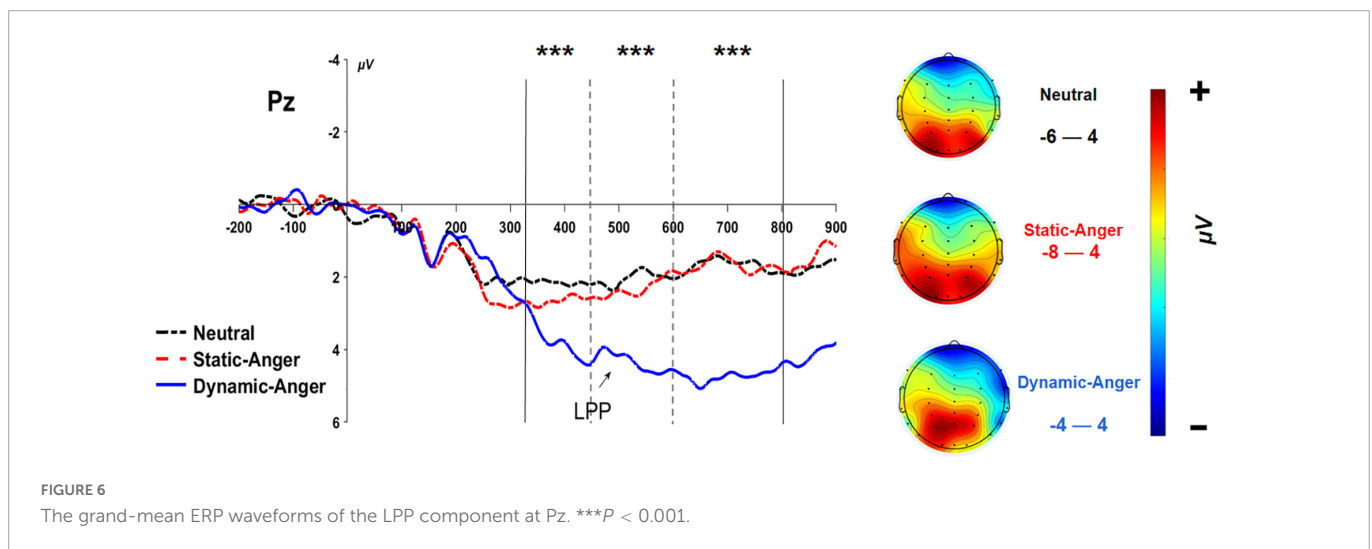 *** *** ***
-4
µV
Pz
-2
-200 -100 0 100 200 300 400 500 600 700 800 900
2
4
6
Neutral
Static-Anger
Dynamic-Anger
LPP
Neutral
-6 — 4
Static-Anger
-8 — 4
Dynamic-Anger
-4 — 4
+
µV
–
FIGURE 6
The grand-mean ERP waveforms of the LPP component at Pz. ***P < 0.001.